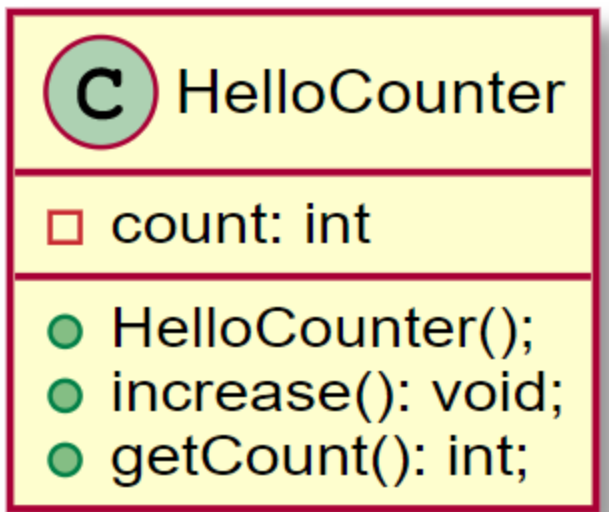 C HelloCounter
count: int
HelloCounter();
increase(): void;
getCount(): int;